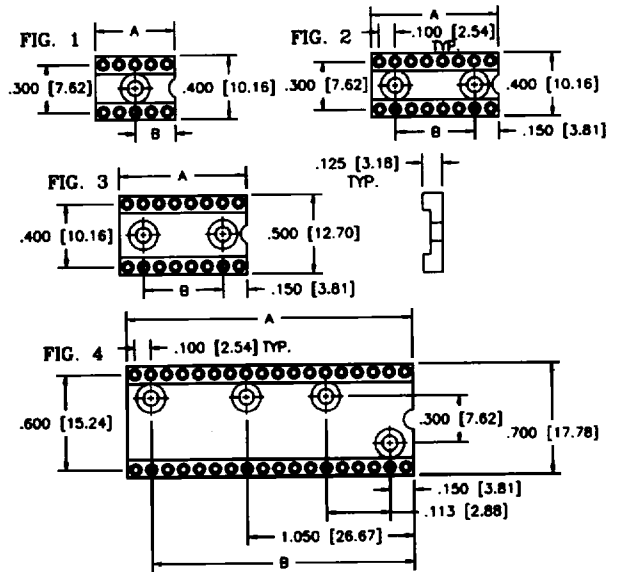 A
FIG. 1
.300 [7.62]
.400 [10.16]
B
A
FIG. 2
.100 [2.54]
TYP.
.300 [7.62]
.400 [10.16]
B
.150 [3.81]
.125 [3.18]
TYP.
A
FIG. 3
.400 [10.16]
.500 [12.70]
B
.150 [3.81]
A
FIG. 4
.100 [2.54] TYP.
.600 [15.24]
.300 [7.62]
.700 [17.78]
.150 [3.81]
.113 [2.88]
1.050 [26.67]
B